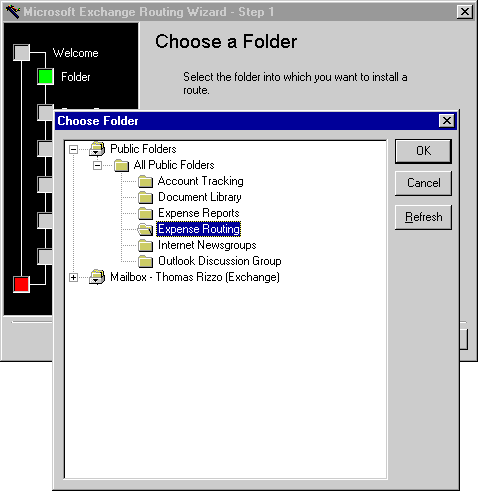 Microsoft Exchange Routing Wizard - Step 1
Choose a Folder
Welcome
Folder
Select the folder into which you want to install a
route.
Choose Folder
Public Folders
All Public Folders
Account Tracking
Document Library
Expense Reports
Expense Routing
Internet Newsgroups
Outlook Discussion Group
Mailbox - Thomas Rizzo (Exchange)
OK
Cancel
Refresh